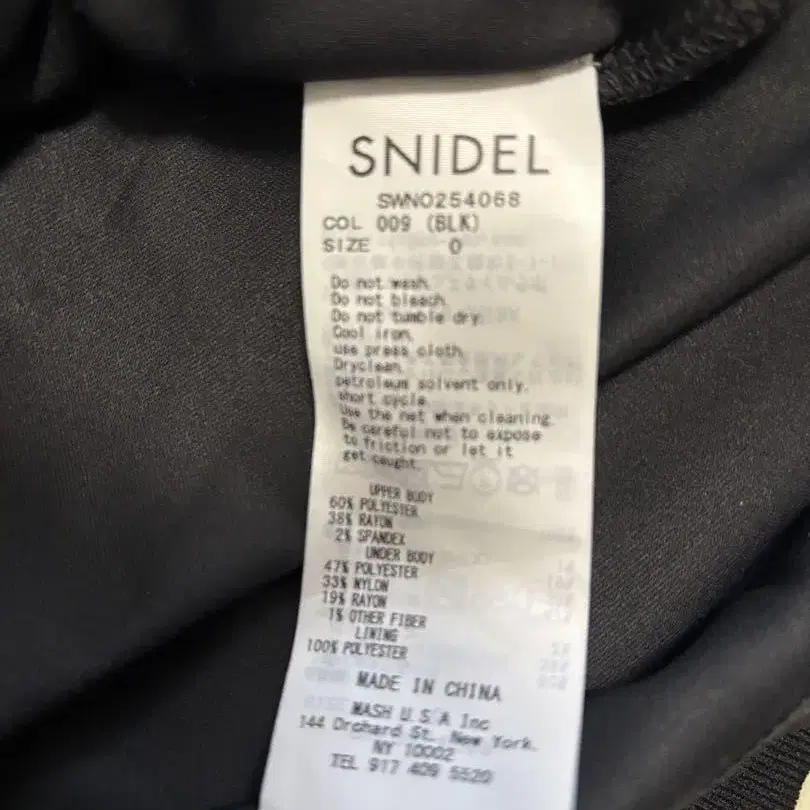 SNIDEL
SWNO254068
COL 009 (BLK)
SIZE 0
Do not wash.
Do not bleach.
Do not tumble dry.
Cool iron.
use press cloth.
Dryclean.
petroleum solvent only.
short cycle.
Use the net when cleaning.
Be careful not to expose
to friction or let it
get caught.
UPPER BODY
60% POLYESTER
38% RAYON
2% SPANDEX
UNDER BODY
47% POLYESTER
33% NYLON
19% RAYON
1% OTHER FIBER
LINING
100% POLYESTER
MADE IN CHINA
MASH U.S.A Inc
144 Orchard St. New York.
NY 10002
TEL 917 409 5520